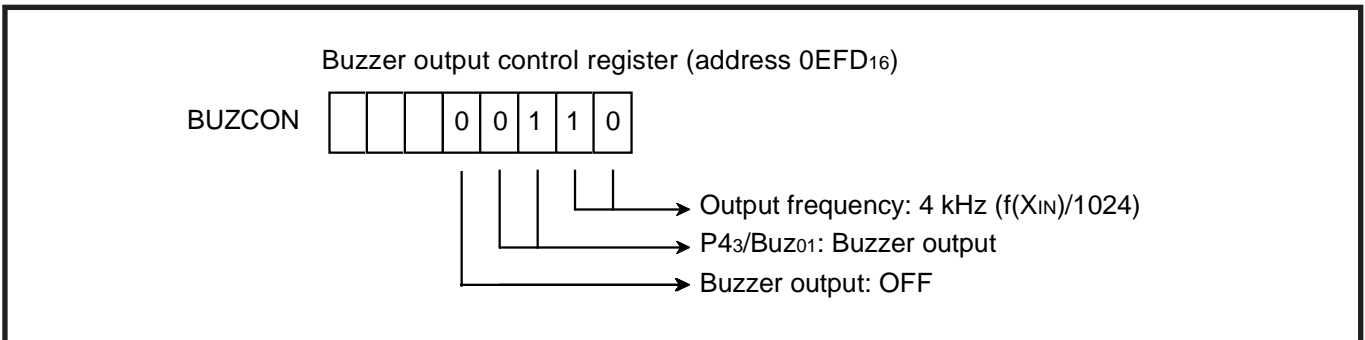 Buzzer output control register (address 0EFD16)
BUZCON 0 0 1 1 0
Output frequency: 4 kHz (f(XIN)/1024)
P43/Buz01: Buzzer output
Buzzer output: OFF